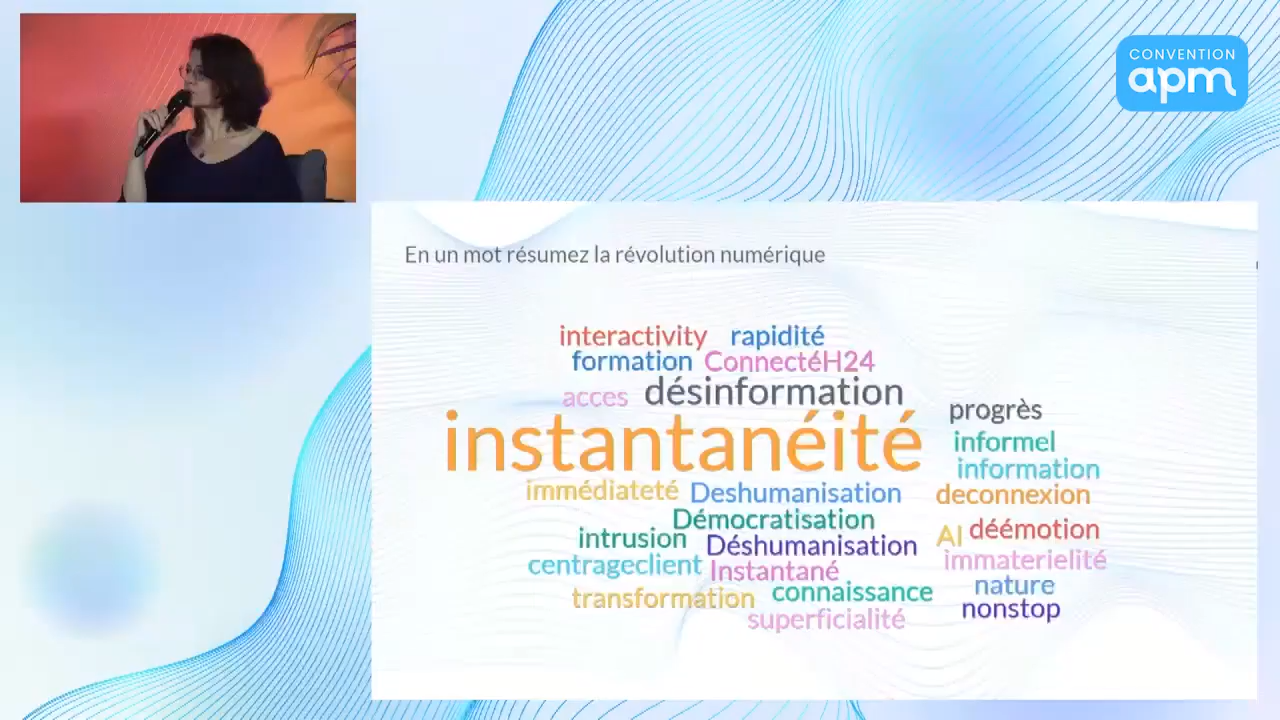 CONVENTION
apm
En un mot résumez la révolution numérique
interactivity rapidité
formation ConnectéH24
acces désinformation
instantanéité
progrès
informel
information
immédiateté Deshumanisation deconnexion
Démocratisation
intrusion Déshumanisation
AI déémotion
centrageclient Instantané
immaterielité
transformation connaissance
nature
superficialité
nonstop